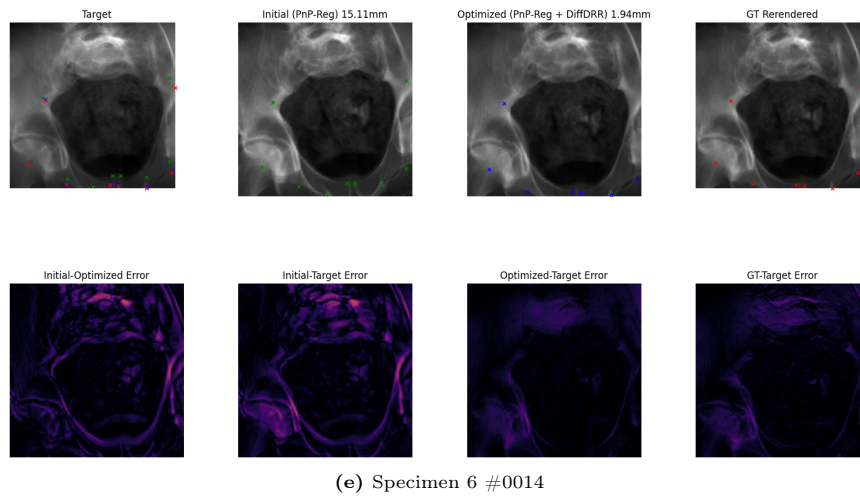 Target
Initial (PnP-Reg) 15.11mm
Optimized (PnP-Reg + DiffDRR) 1.94mm
GT Rerendered
Initial-Optimized Error
Initial-Target Error
Optimized-Target Error
GT-Target Error
(e) Specimen 6 #0014